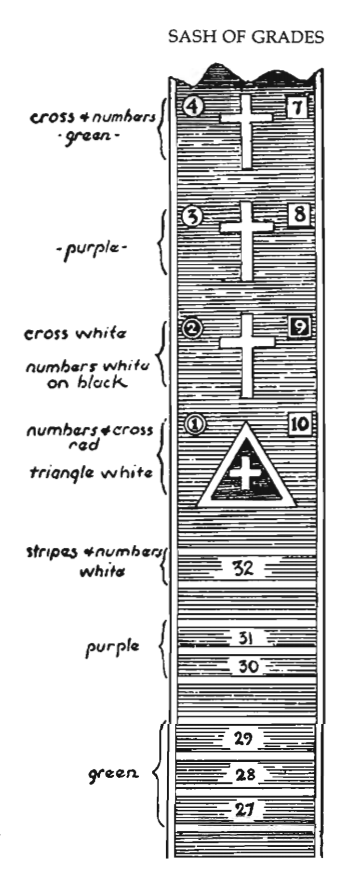 SASH OF GRADES
cross & numbers
- green -
4 7
- purple -
3 8
cross white
numbers white
on black
2 9
numbers & cross
red
triangle white
1 10
stripes & numbers
white
32
purple
31
30
green
29
28
27